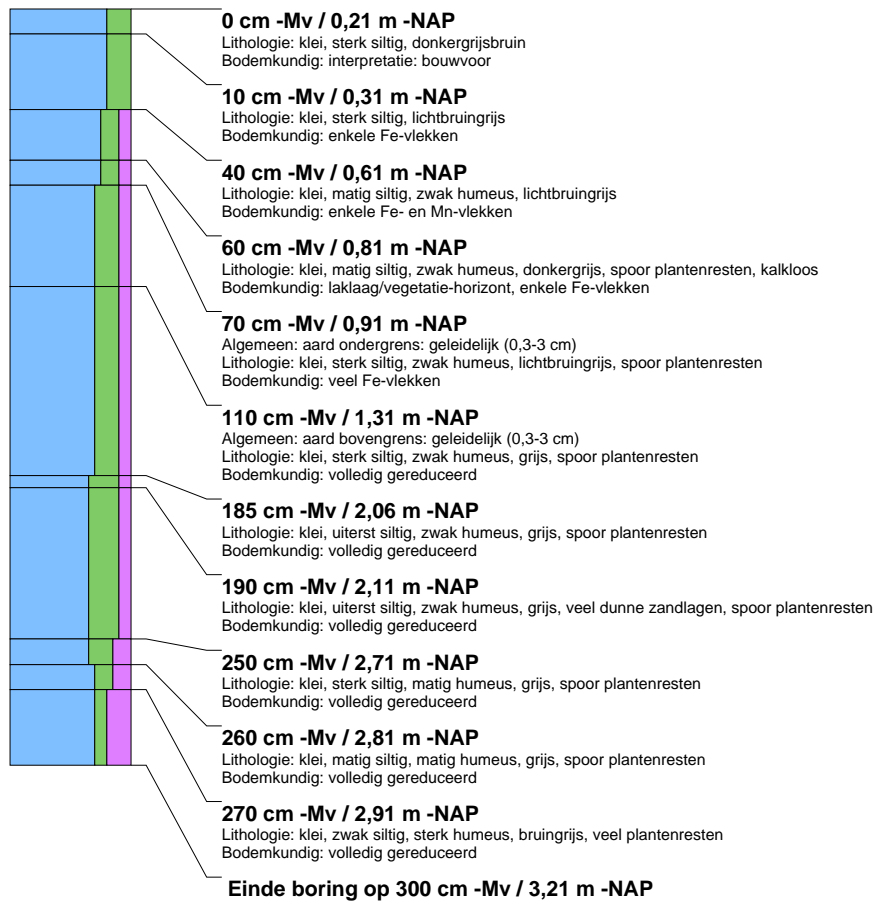 0 cm -Mv / 0,21 m -NAP
Lithologie: klei, sterk siltig, donkergrijsbruin
Bodemkundig: interpretatie: bouwvoor
10 cm -Mv / 0,31 m -NAP
Lithologie: klei, sterk siltig, lichtbruingrijs
Bodemkundig: enkele Fe-vlekken
40 cm -Mv / 0,61 m -NAP
Lithologie: klei, matig siltig, zwak humeus, lichtbruingrijs
Bodemkundig: enkele Fe- en Mn-vlekken
60 cm -Mv / 0,81 m -NAP
Lithologie: klei, matig siltig, zwak humeus, donkergrijs, spoor plantenresten, kalkloos
Bodemkundig: laklaag/vegetatie-horizont, enkele Fe-vlekken
70 cm -Mv / 0,91 m -NAP
Algemeen: aard ondergrens: geleidelijk (0,3-3 cm)
Lithologie: klei, sterk siltig, zwak humeus, lichtbruingrijs, spoor plantenresten
Bodemkundig: veel Fe-vlekken
110 cm -Mv / 1,31 m -NAP
Algemeen: aard bovengrens: geleidelijk (0,3-3 cm)
Lithologie: klei, sterk siltig, zwak humeus, grijs, spoor plantenresten
Bodemkundig: volledig gereduceerd
185 cm -Mv / 2,06 m -NAP
Lithologie: klei, uiterst siltig, zwak humeus, grijs, spoor plantenresten
Bodemkundig: volledig gereduceerd
190 cm -Mv / 2,11 m -NAP
Lithologie: klei, uiterst siltig, zwak humeus, grijs, veel dunne zandlagen, spoor plantenresten
Bodemkundig: volledig gereduceerd
250 cm -Mv / 2,71 m -NAP
Lithologie: klei, sterk siltig, matig humeus, grijs, spoor plantenresten
Bodemkundig: volledig gereduceerd
260 cm -Mv / 2,81 m -NAP
Lithologie: klei, matig siltig, matig humeus, grijs, spoor plantenresten
Bodemkundig: volledig gereduceerd
270 cm -Mv / 2,91 m -NAP
Lithologie: klei, zwak siltig, sterk humeus, bruingrijs, veel plantenresten
Bodemkundig: volledig gereduceerd
Einde boring op 300 cm -Mv / 3,21 m -NAP